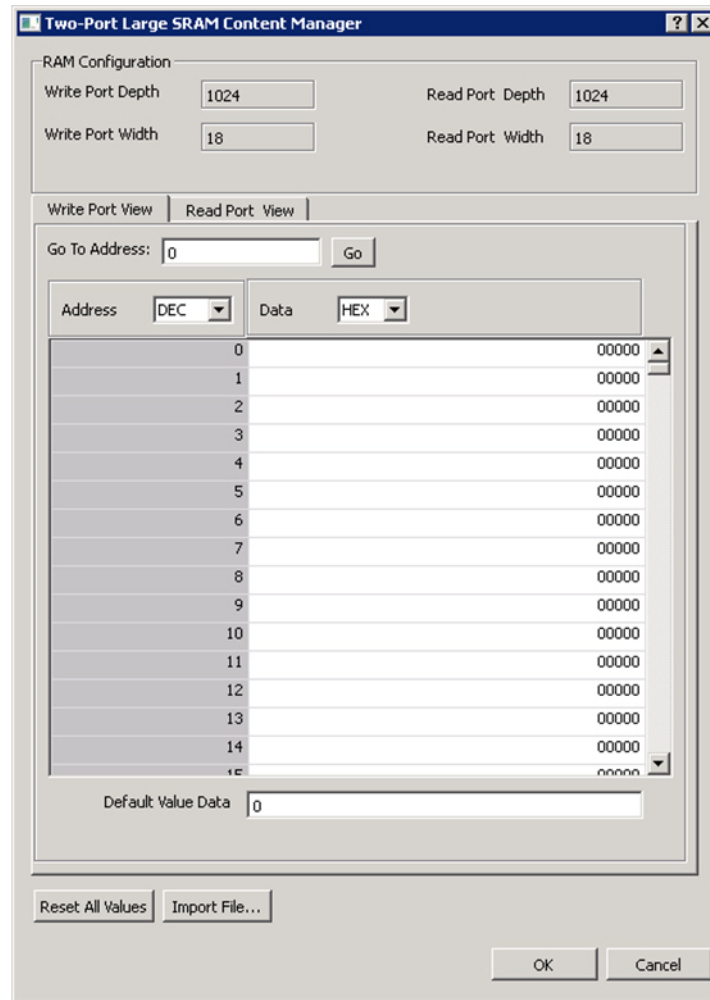 Two-Port Large SRAM Content Manager
RAM Configuration
Write Port Depth 1024 Read Port Depth 1024
Write Port Width 18 Read Port Width 18
Write Port View Read Port View
Go To Address: 0 Go
Address DEC Data HEX
0 00000
1 00000
2 00000
3 00000
4 00000
5 00000
6 00000
7 00000
8 00000
9 00000
10 00000
11 00000
12 00000
13 00000
14 00000
15 00000
Default Value Data 0
Reset All Values Import File...
OK Cancel